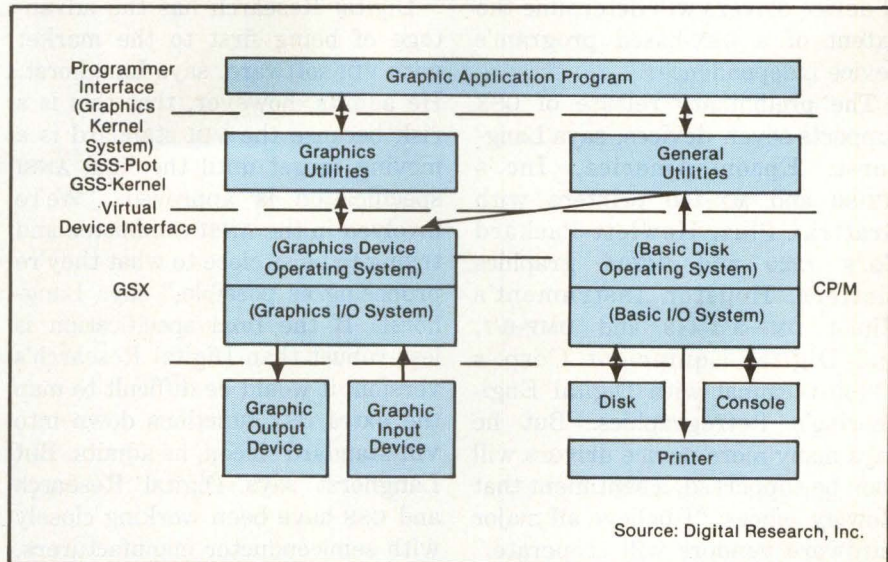 Programmer
Interface
(Graphics
Kernel
System)
GSS-Plot
GSS-Kernel
Virtual
Device Interface
GSX
Graphic Application Program
Graphics
Utilities
General
Utilities
(Graphics Device
Operating System)
(Graphics I/O System)
(Basic Disk
Operating System)
(Basic I/O System)
CP/M
Graphic
Output
Device
Graphic
Input
Device
Disk
Console
Printer
Source: Digital Research, Inc.